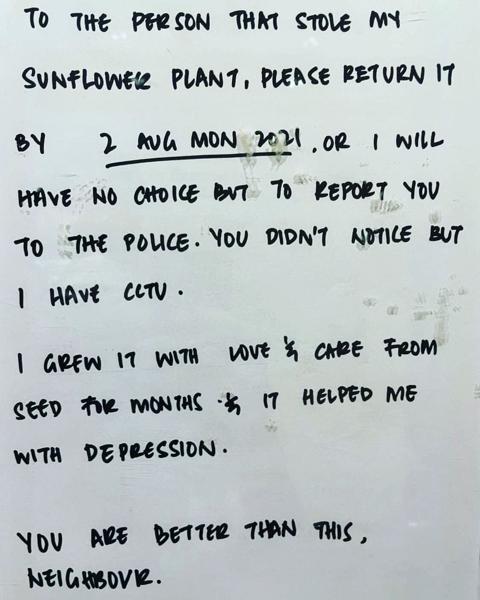 TO THE PERSON THAT STOLE MY
SUNFLOWER PLANT, PLEASE RETURN IT
BY 2 AUG MON 2021, OR I WILL
HAVE NO CHOICE BUT TO REPORT YOU
TO THE POLICE. YOU DIDN'T NOTICE BUT
I HAVE CCTV.
I GREW IT WITH LOVE & CARE FROM
SEED FOR MONTHS & IT HELPED ME
WITH DEPRESSION.
YOU ARE BETTER THAN THIS,
NEIGHBOUR.